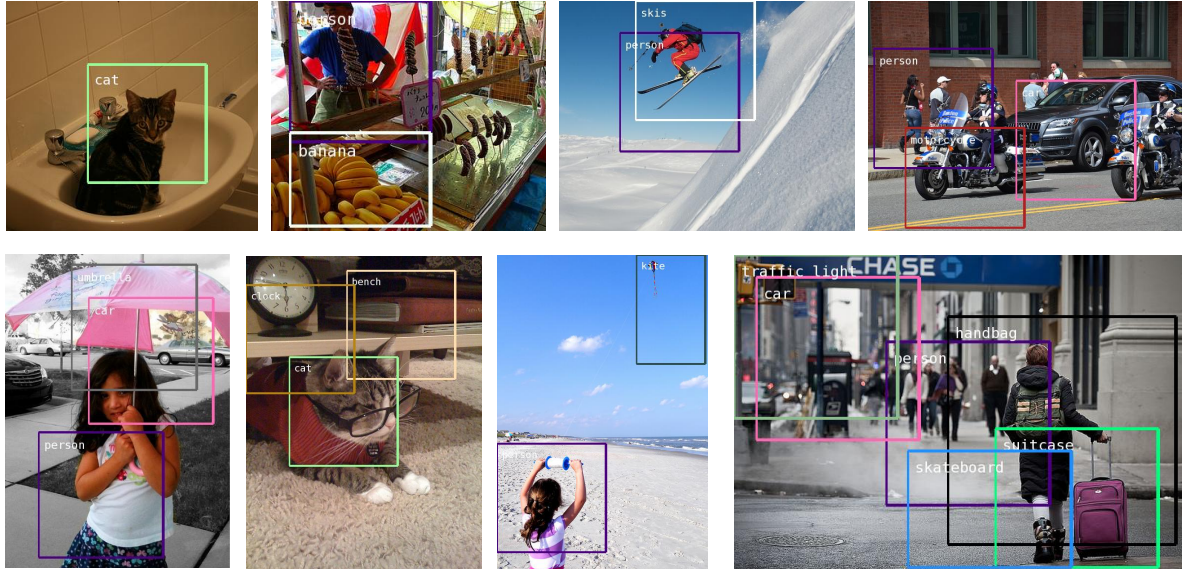 cat
person
banana
skis
person
person
car
motorcycle
umbrella
car
person
clock
bench
cat
kite
person
traffic light
CHASE
car
handbag
person
suitcase
skateboard